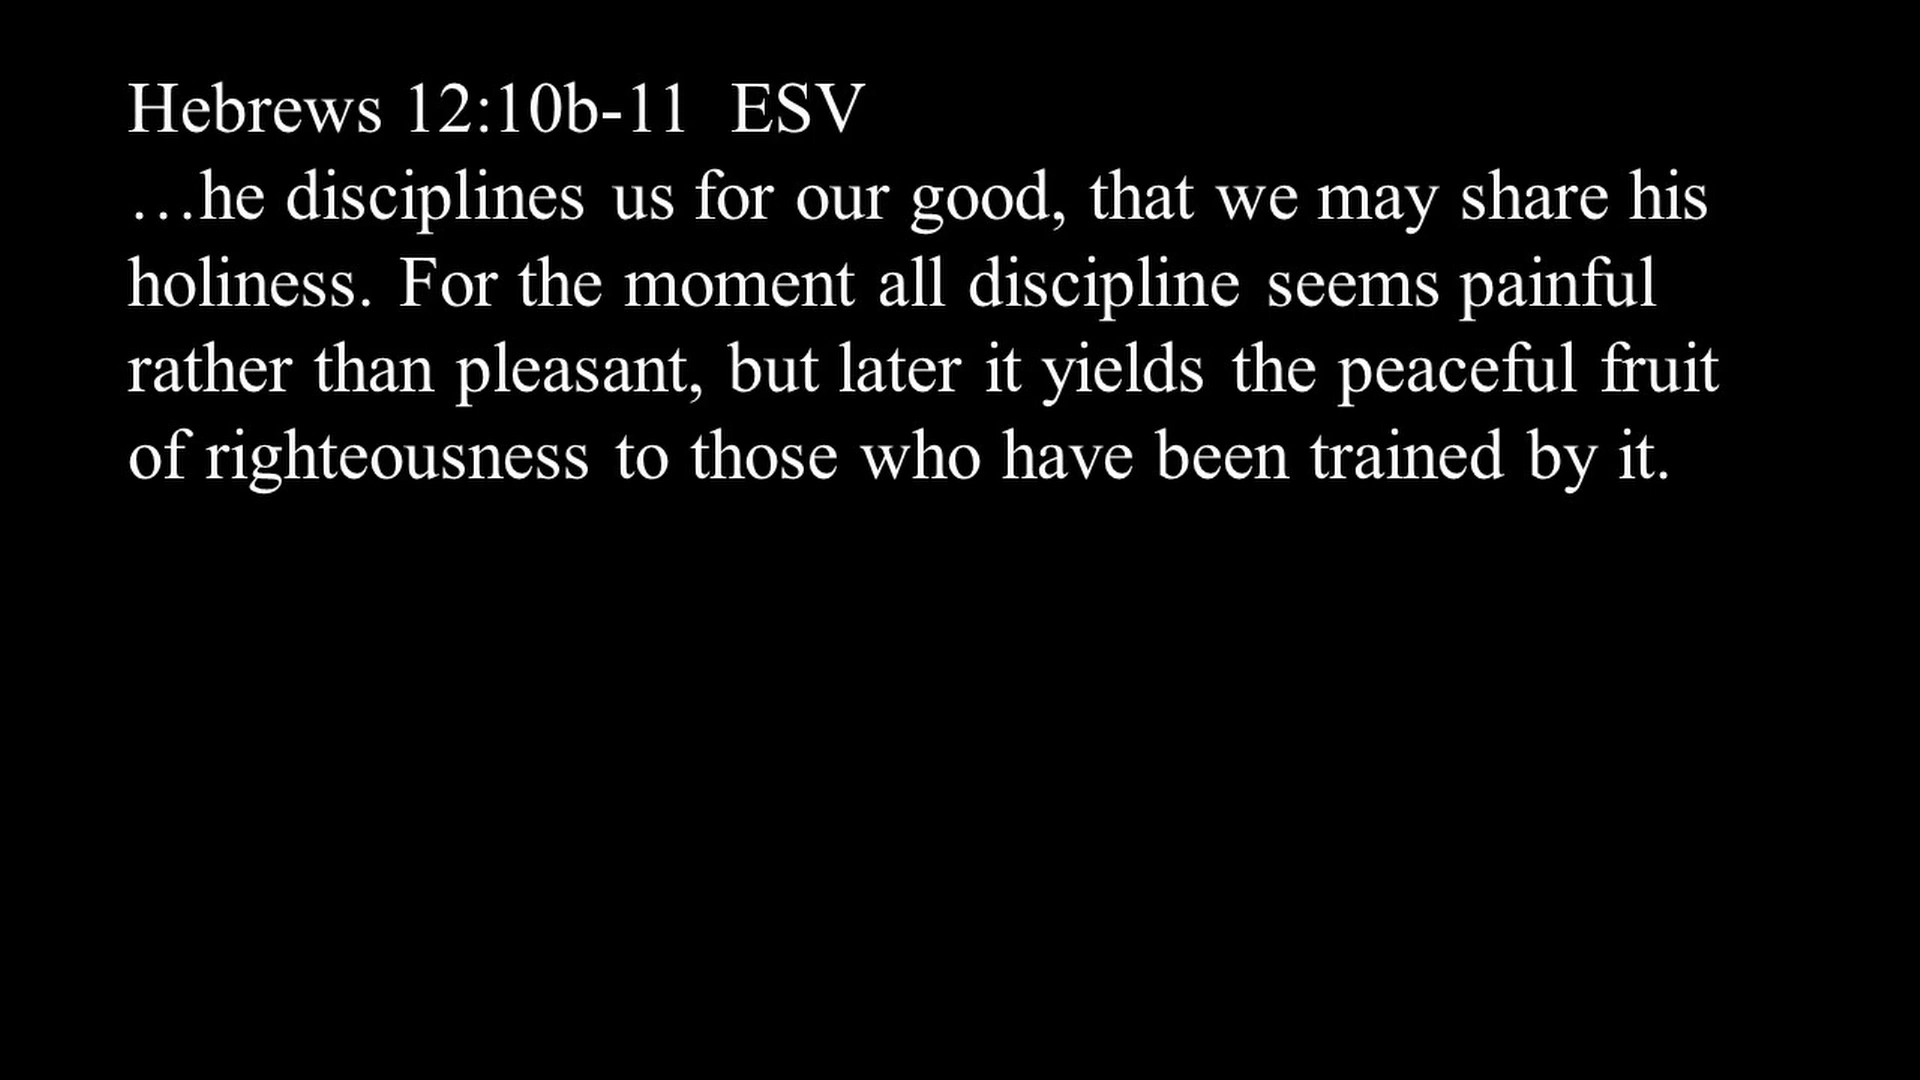 Hebrews 12:10b-11  ESV
…he disciplines us for our good, that we may share his
holiness. For the moment all discipline seems painful
rather than pleasant, but later it yields the peaceful fruit
of righteousness to those who have been trained by it.